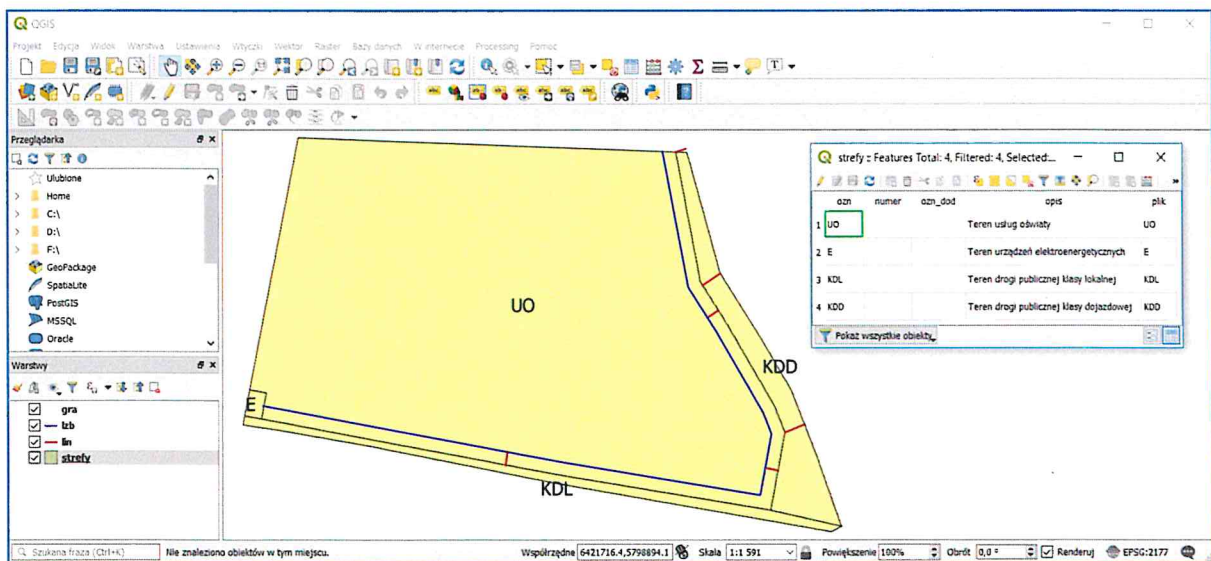 QGIS
Projekt Edycja Widok Warstwa Ustawienia Wtyczki Wektor Raster Bazy danych W internecie Processing Pomoc
Przeglądarka
Ulubione
Home
C:\
D:\
F:\
GeoPackage
SpatiaLite
PostGIS
MSSQL
Oracle
Warstwy
gra
lzb
lin
strefy
UO
E
KDD
KDL
strefy z Features Total: 4, Filtered: 4, Selected:...
ozn numer ozn_dod opis plik
1 UO Teren usług oświaty UO
2 E Teren urządzeń elektroenergetycznych E
3 KDL Teren drogi publicznej klasy lokalnej KDL
4 KDD Teren drogi publicznej klasy dojazdowej KDD
Pokaż wszystkie obiekty
Szukana fraza (Ctrl+K) Nie znaleziono obiektów w tym miejscu. Współrzędne 6421716.4,5798894.1 Skala 1:1 591 Powiększenie 100% Obrót 0,0 ° Renderuj EPSG:2177